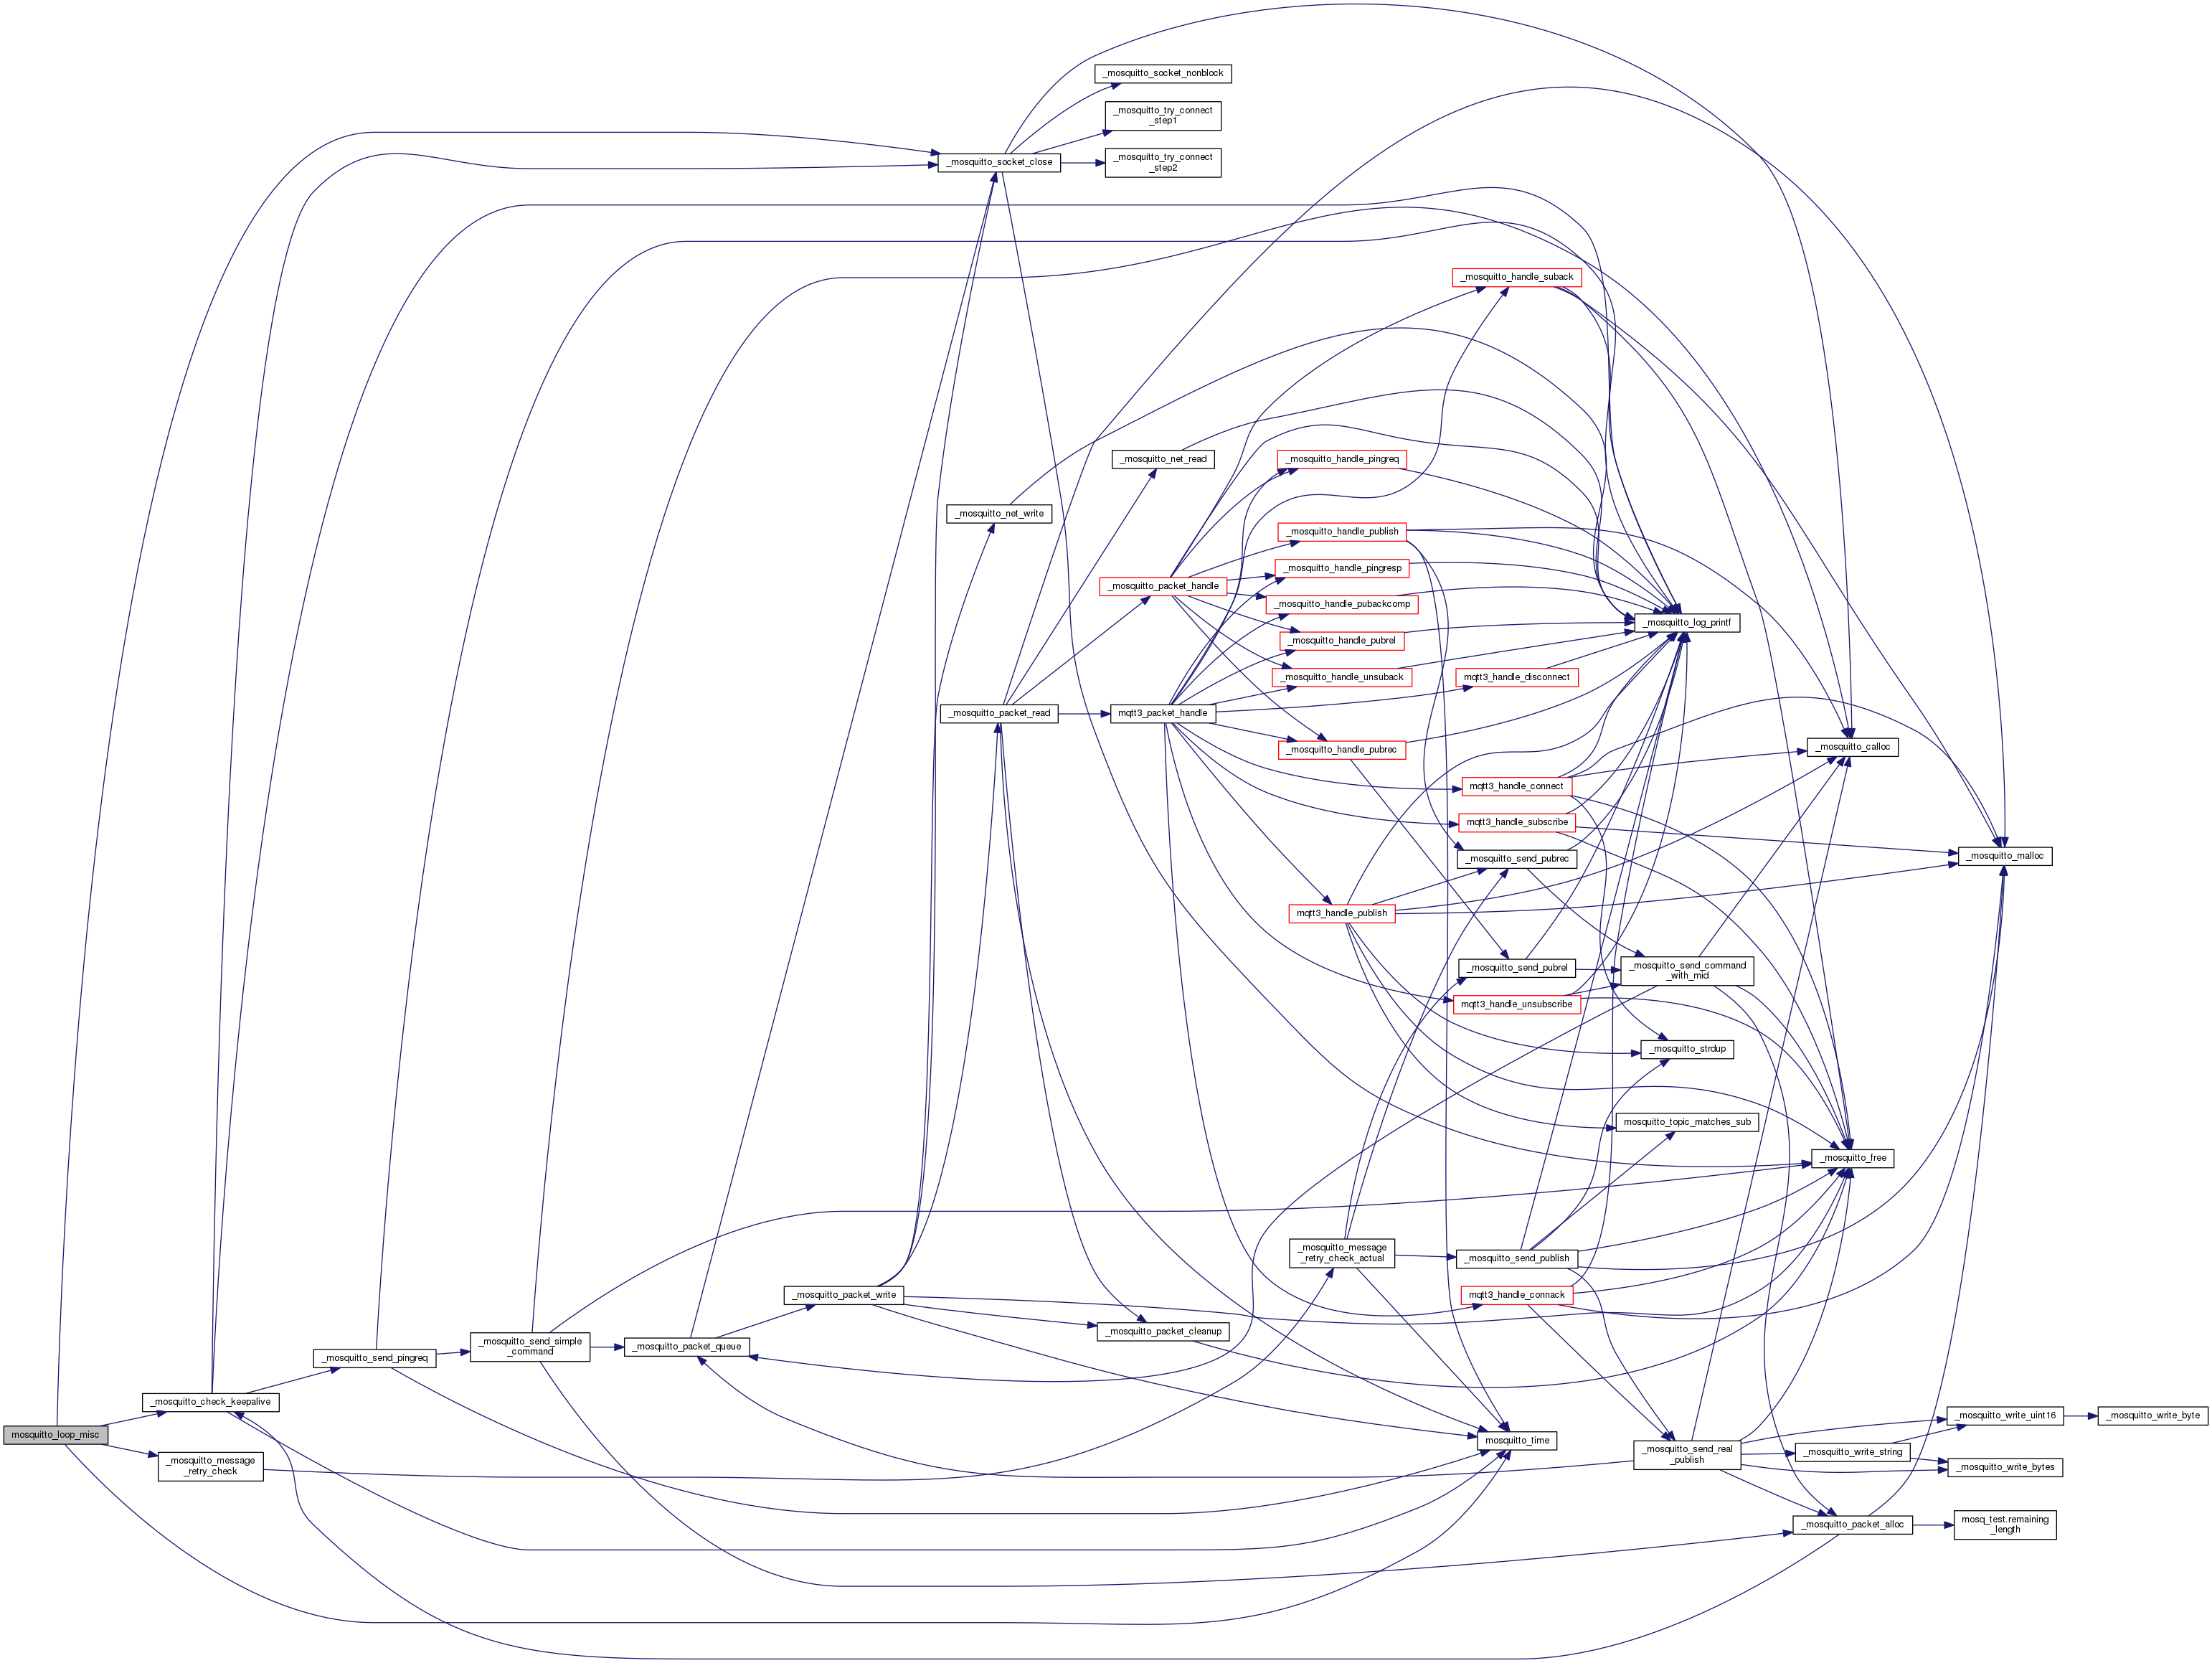 _mosquitto_socket_nonblock
_mosquitto_try_connect
_step1
_mosquitto_socket_close
_mosquitto_try_connect
_step2
_mosquitto_handle_suback
_mosquitto_net_read
_mosquitto_handle_pingreq
_mosquitto_net_write
_mosquitto_handle_publish
_mosquitto_handle_pingresp
_mosquitto_packet_handle
_mosquitto_handle_pubackcomp
_mosquitto_log_printf
_mosquitto_handle_pubrel
_mosquitto_handle_unsuback
mqtt3_handle_disconnect
_mosquitto_packet_read
mqtt3_packet_handle
_mosquitto_handle_pubrec
_mosquitto_calloc
mqtt3_handle_connect
mqtt3_handle_subscribe
_mosquitto_send_pubrec
_mosquitto_malloc
mqtt3_handle_publish
_mosquitto_send_pubrel
_mosquitto_send_command
_with_mid
mqtt3_handle_unsubscribe
_mosquitto_strdup
mosquitto_topic_matches_sub
_mosquitto_free
_mosquitto_message
_retry_check_actual
_mosquitto_send_publish
_mosquitto_packet_write
mqtt3_handle_connack
_mosquitto_packet_cleanup
_mosquitto_send_simple
_command
_mosquitto_packet_queue
_mosquitto_send_pingreq
_mosquitto_check_keepalive
_mosquitto_write_uint16
_mosquitto_write_byte
mosquitto_loop_misc
mosquitto_time
_mosquitto_send_real
_publish
_mosquitto_write_string
_mosquitto_message
_retry_check
_mosquitto_write_bytes
_mosquitto_packet_alloc
mosq_test.remaining
_length